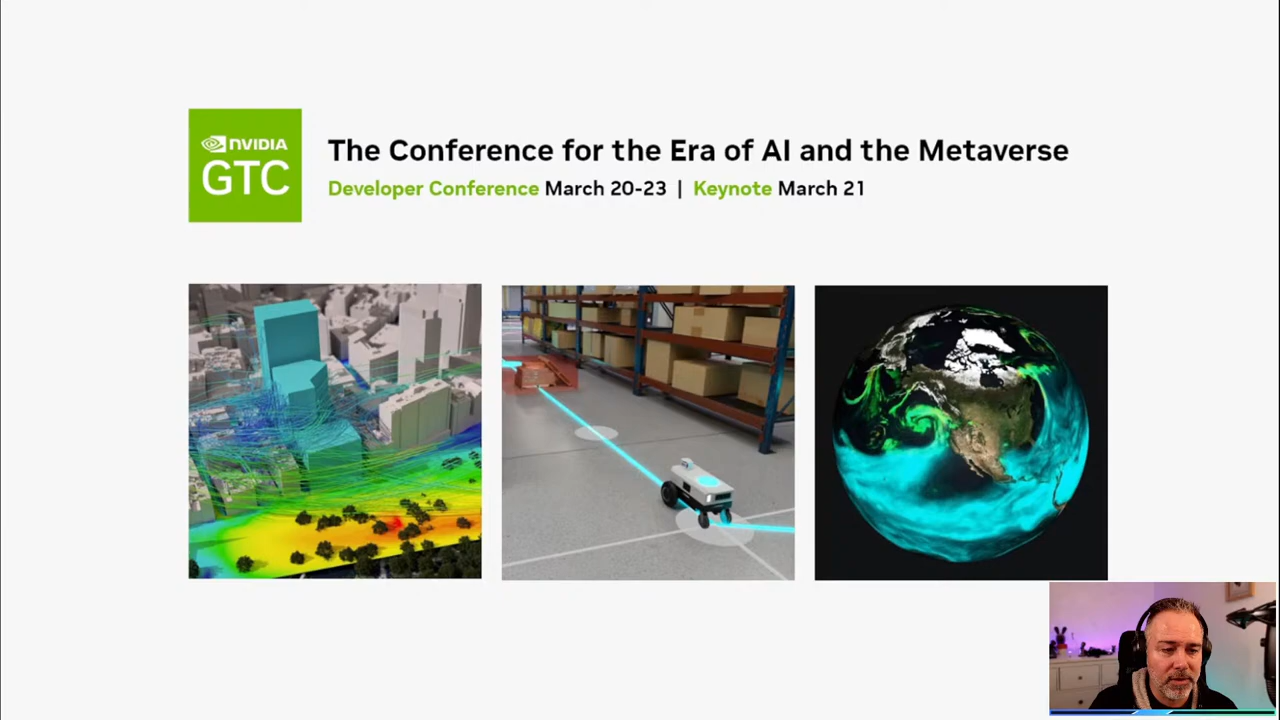 NVIDIA
GTC
The Conference for the Era of AI and the Metaverse
Developer Conference March 20-23 | Keynote March 21